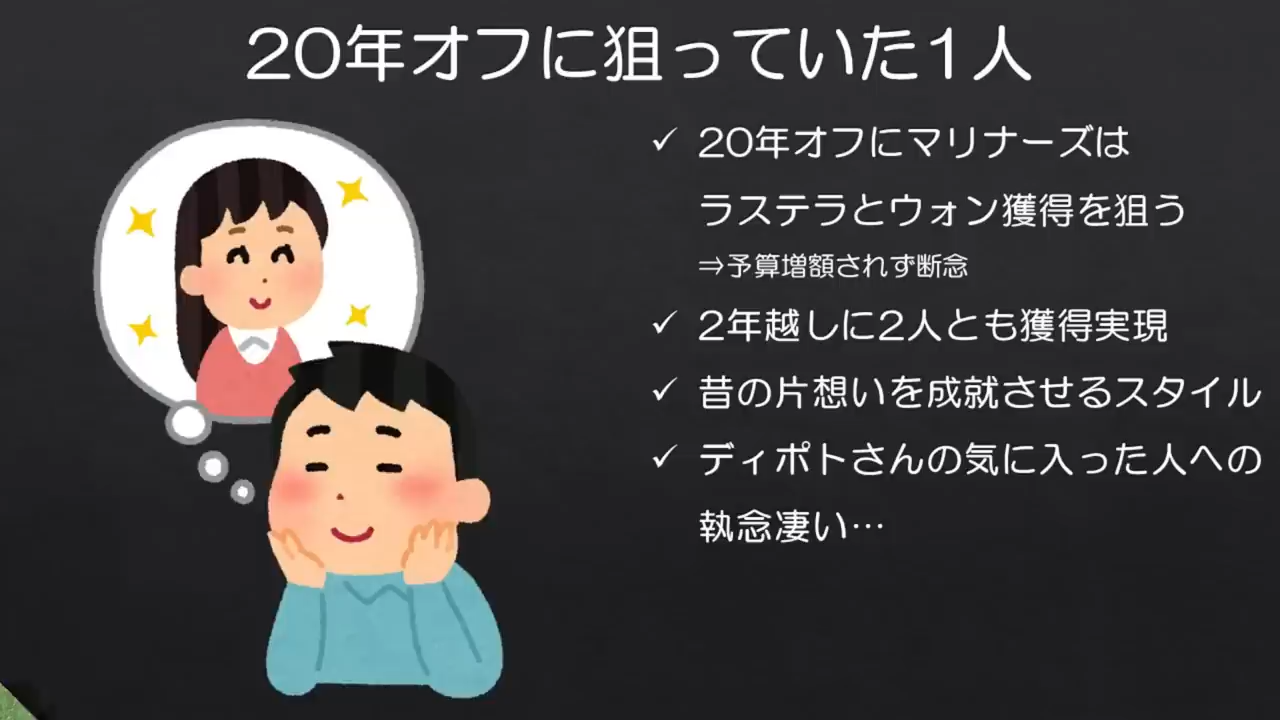 20年オフに狙っていた1人
✓ 20年オフにマリナーズは
ラステラとウォン獲得を狙う
⇒予算増額されず断念
✓ 2年越しに2人とも獲得実現
✓ 昔の片想いを成就させるスタイル
✓ ディポトさんの気に入った人への
執念凄い…